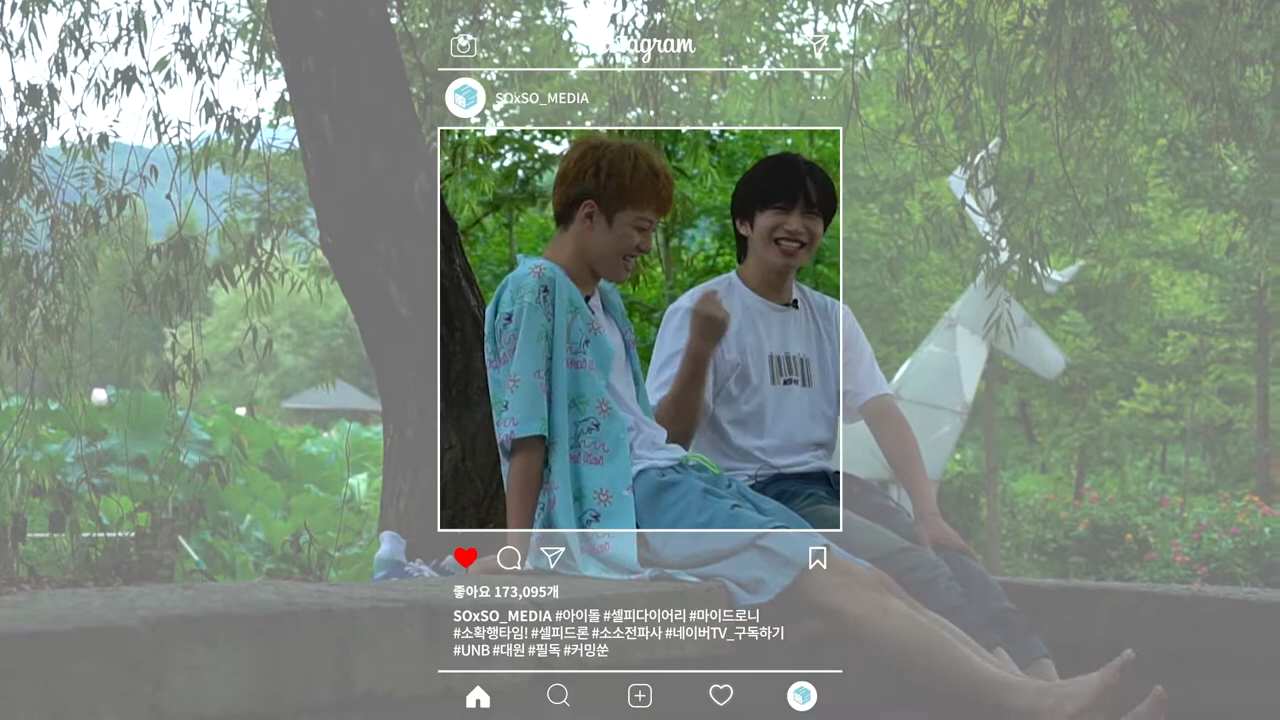 Instagram
SOxSO_MEDIA
좋아요 173,095개
SOxSO_MEDIA #아이돌 #셀피다이어리 #마이드로니
#소확행타임! #셀피드론 #소소전파사 #네이버TV_구독하기
#UNB #대원 #필독 #커밍쑨